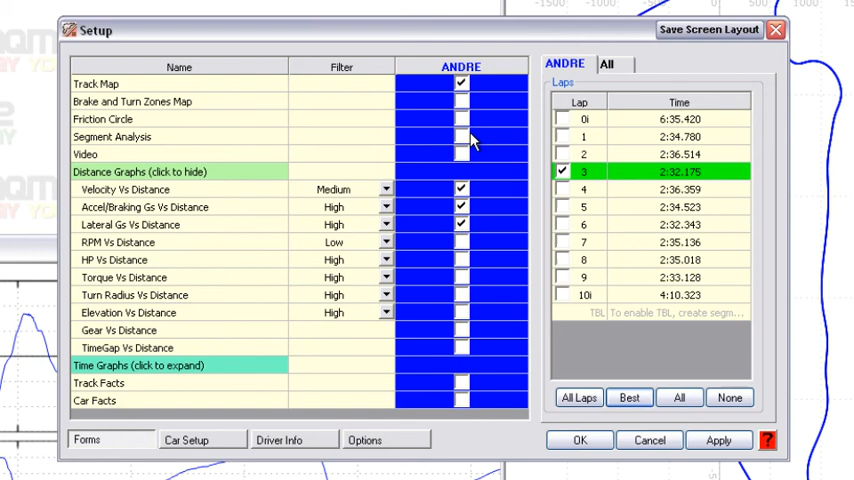 -1500
-1000
-500
0
500
Setup
Save Screen Layout
Name Filter ANDRE
Track Map
Brake and Turn Zones Map
Friction Circle
Segment Analysis
Video
Distance Graphs (click to hide)
Velocity Vs Distance Medium
Accel/Braking Gs Vs Distance High
Lateral Gs Vs Distance High
RPM Vs Distance Low
HP Vs Distance High
Torque Vs Distance High
Turn Radius Vs Distance High
Elevation Vs Distance High
Gear Vs Distance
TimeGap Vs Distance
Time Graphs (click to expand)
Track Facts
Car Facts
Forms Car Setup Driver Info Options
ANDRE All
Laps
Lap Time
0i 6:35.420
1 2:34.780
2 2:36.514
3 2:32.175
4 2:36.359
5 2:34.523
6 2:32.343
7 2:35.136
8 2:35.018
9 2:33.128
10i 4:10.323
TBL To enable TBL, create segm...
All Laps Best All None
OK Cancel Apply ?